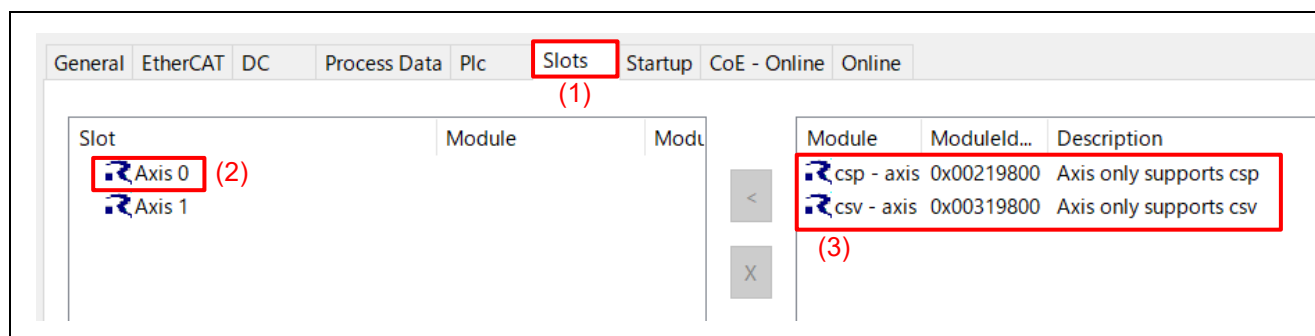 General EtherCAT DC Process Data Plc Slots Startup CoE - Online Online
(1)
Slot Module Modu
Axis 0 (2)
Axis 1
<
X
Module ModuleId... Description
csp - axis 0x00219800 Axis only supports csp
csv - axis 0x00319800 Axis only supports csv
(3)